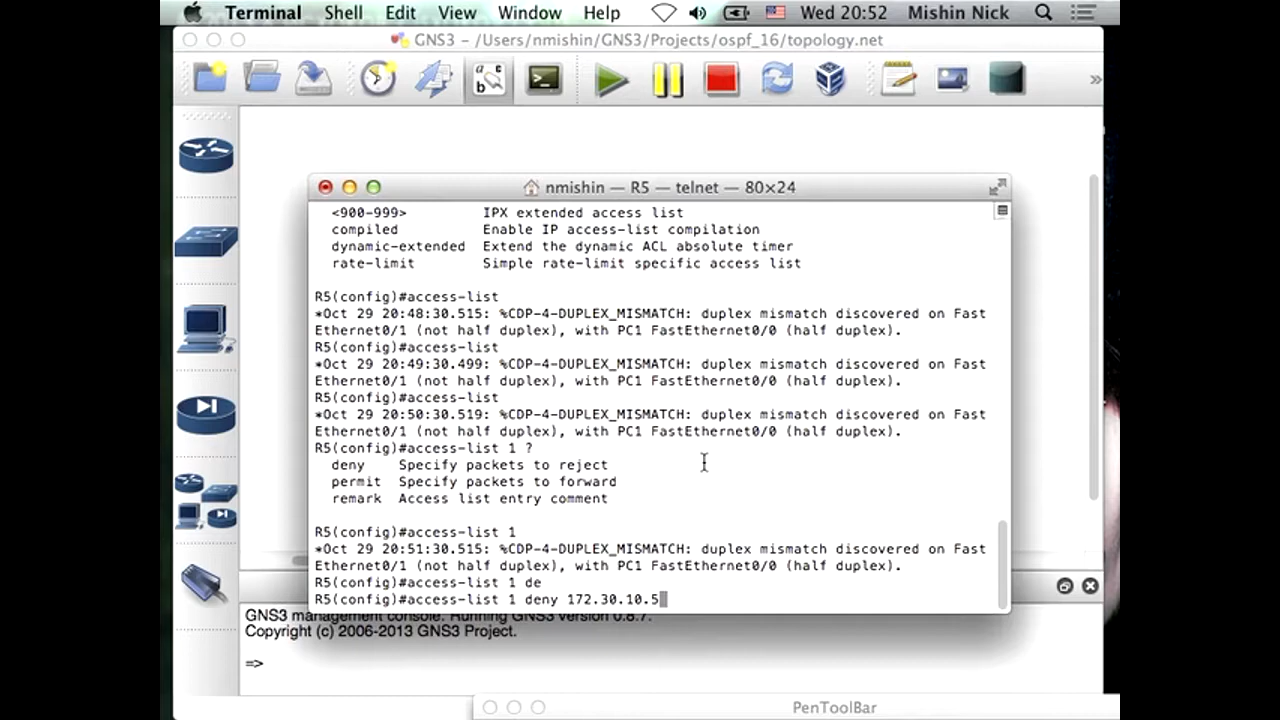 Terminal Shell Edit View Window Help Wed 20:52 Mishin Nick
GNS3 – /Users/nmishin/GNS3/Projects/ospf_16/topology.net
a c
b
»
nmishin — R5 — telnet — 80×24
<900-999> IPX extended access list
compiled Enable IP access-list compilation
dynamic-extended Extend the dynamic ACL absolute timer
rate-limit Simple rate-limit specific access list
R5(config)#access-list
*Oct 29 20:48:30.515: %CDP-4-DUPLEX_MISMATCH: duplex mismatch discovered on Fast
Ethernet0/1 (not half duplex), with PC1 FastEthernet0/0 (half duplex).
R5(config)#access-list
*Oct 29 20:49:30.499: %CDP-4-DUPLEX_MISMATCH: duplex mismatch discovered on Fast
Ethernet0/1 (not half duplex), with PC1 FastEthernet0/0 (half duplex).
R5(config)#access-list
*Oct 29 20:50:30.519: %CDP-4-DUPLEX_MISMATCH: duplex mismatch discovered on Fast
Ethernet0/1 (not half duplex), with PC1 FastEthernet0/0 (half duplex).
R5(config)#access-list 1 ?
deny Specify packets to reject
permit Specify packets to forward
remark Access list entry comment
R5(config)#access-list 1
*Oct 29 20:51:30.515: %CDP-4-DUPLEX_MISMATCH: duplex mismatch discovered on Fast
Ethernet0/1 (not half duplex), with PC1 FastEthernet0/0 (half duplex).
R5(config)#access-list 1 de
R5(config)#access-list 1 deny 172.30.10.5
GNS3 management console. Running GNS3 version 0.8.7.
Copyright (c) 2006-2013 GNS3 Project.
=>
PenToolBar